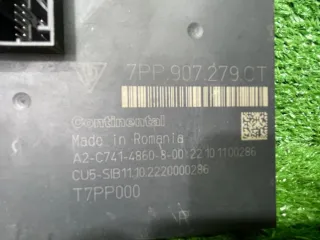 7PP.907.279.CT
Continental
Made in Romania
A2-C741-4860-8-00122101100286
CU5-SIB11.10.2220000286
T7PP000